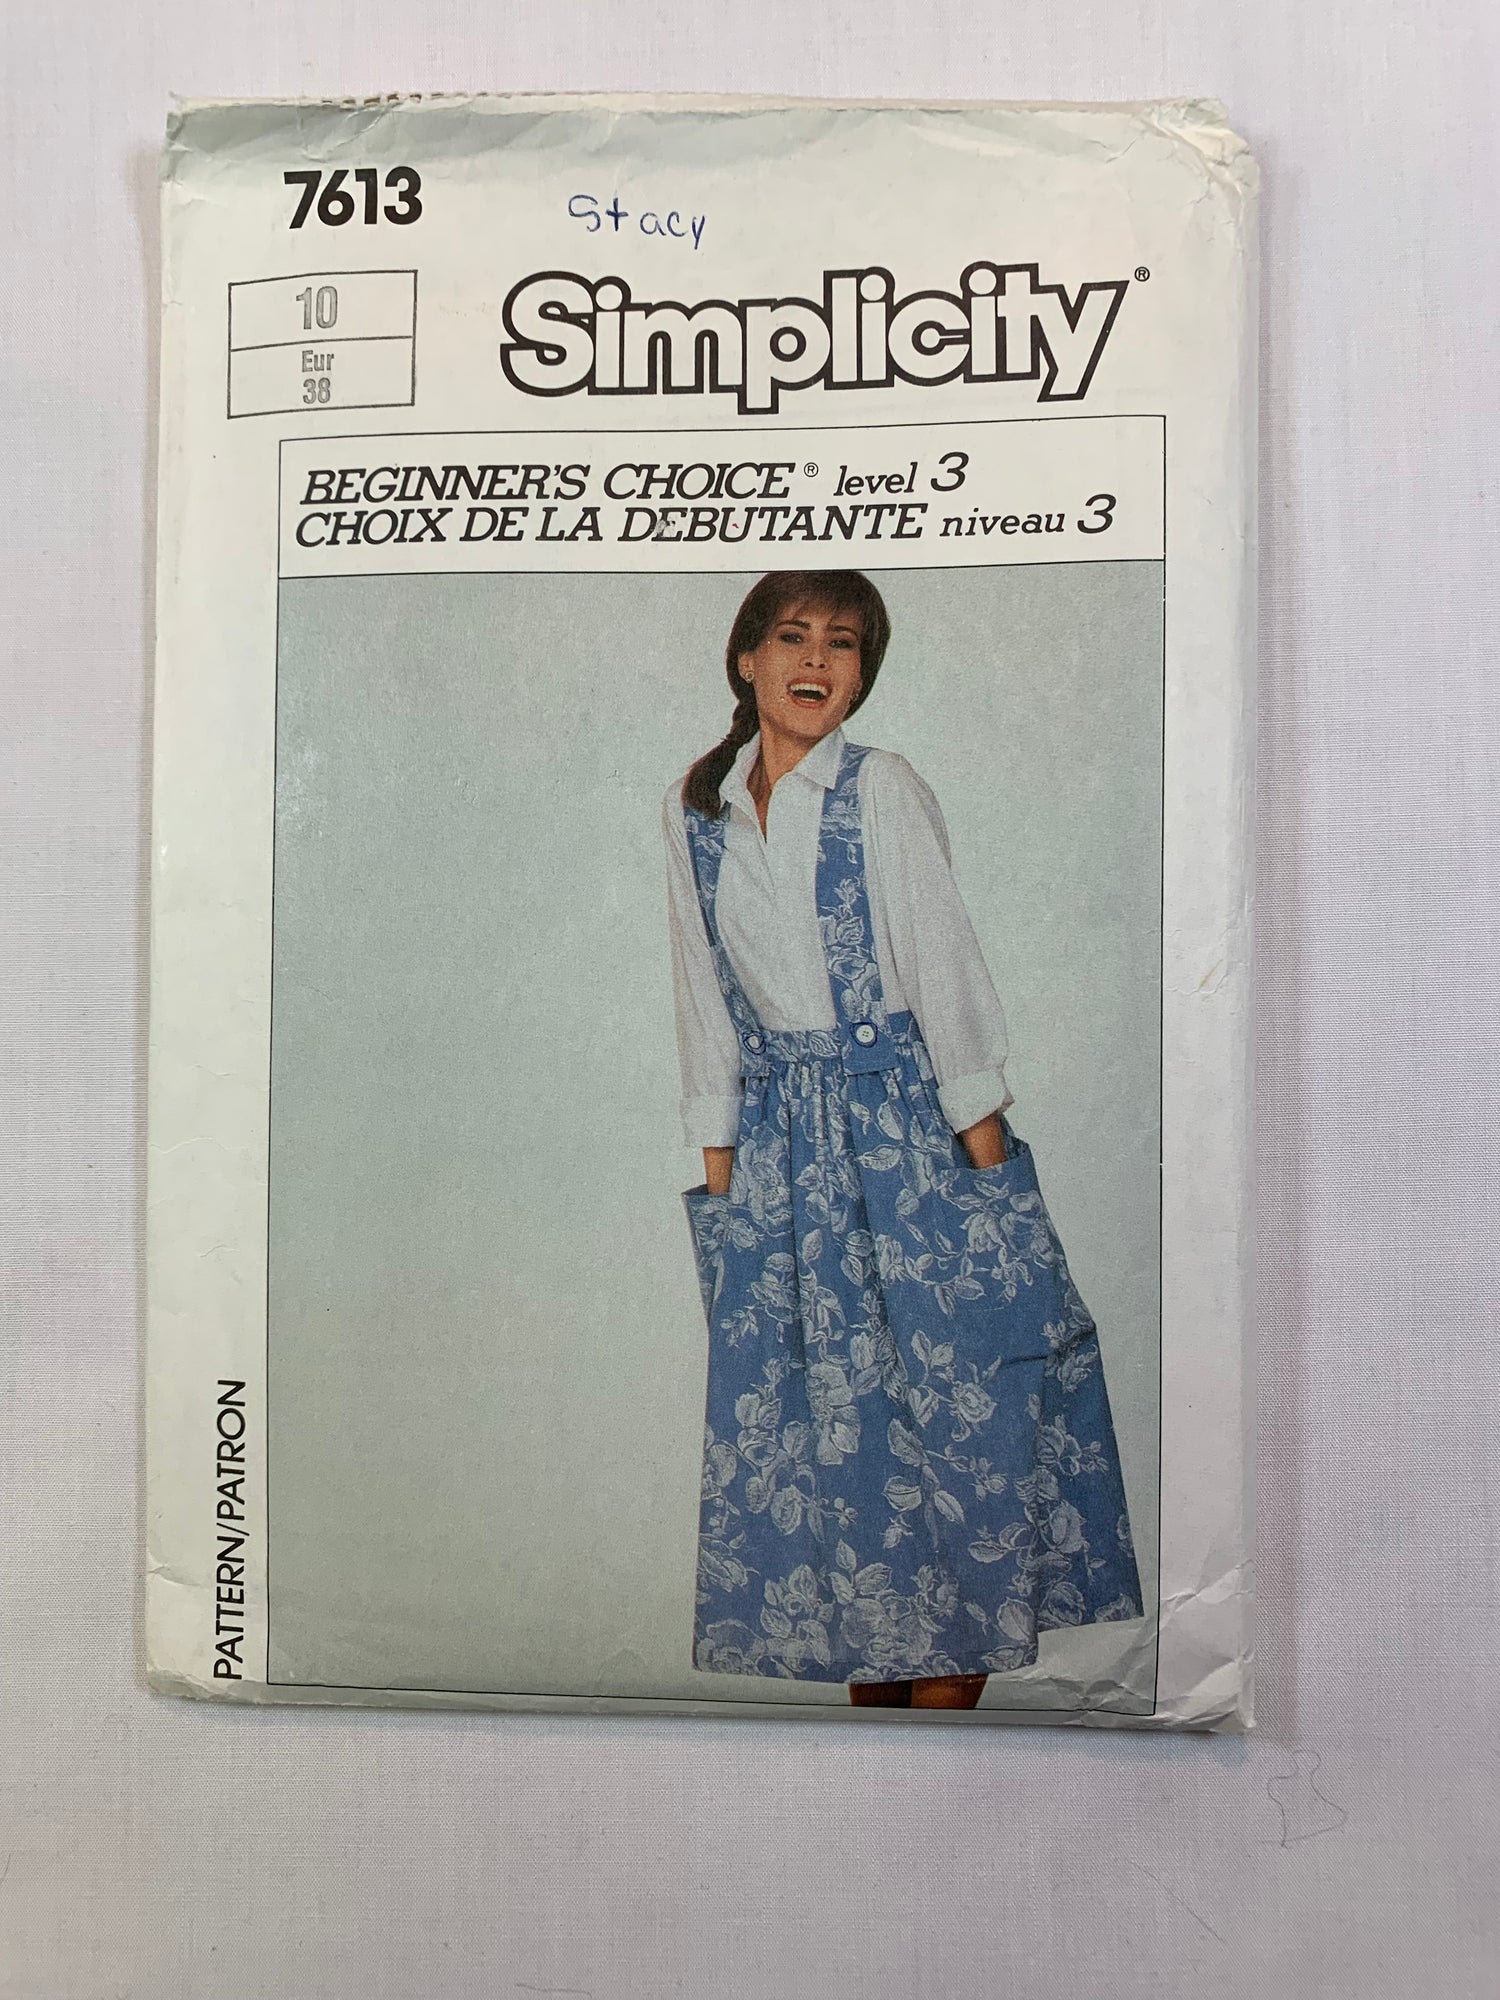 7613
Stacy
Simplicity®
10
Eur
38
BEGINNER'S CHOICE® level 3
CHOIX DE LA DEBUTANTE niveau 3
PATTERN/PATRON